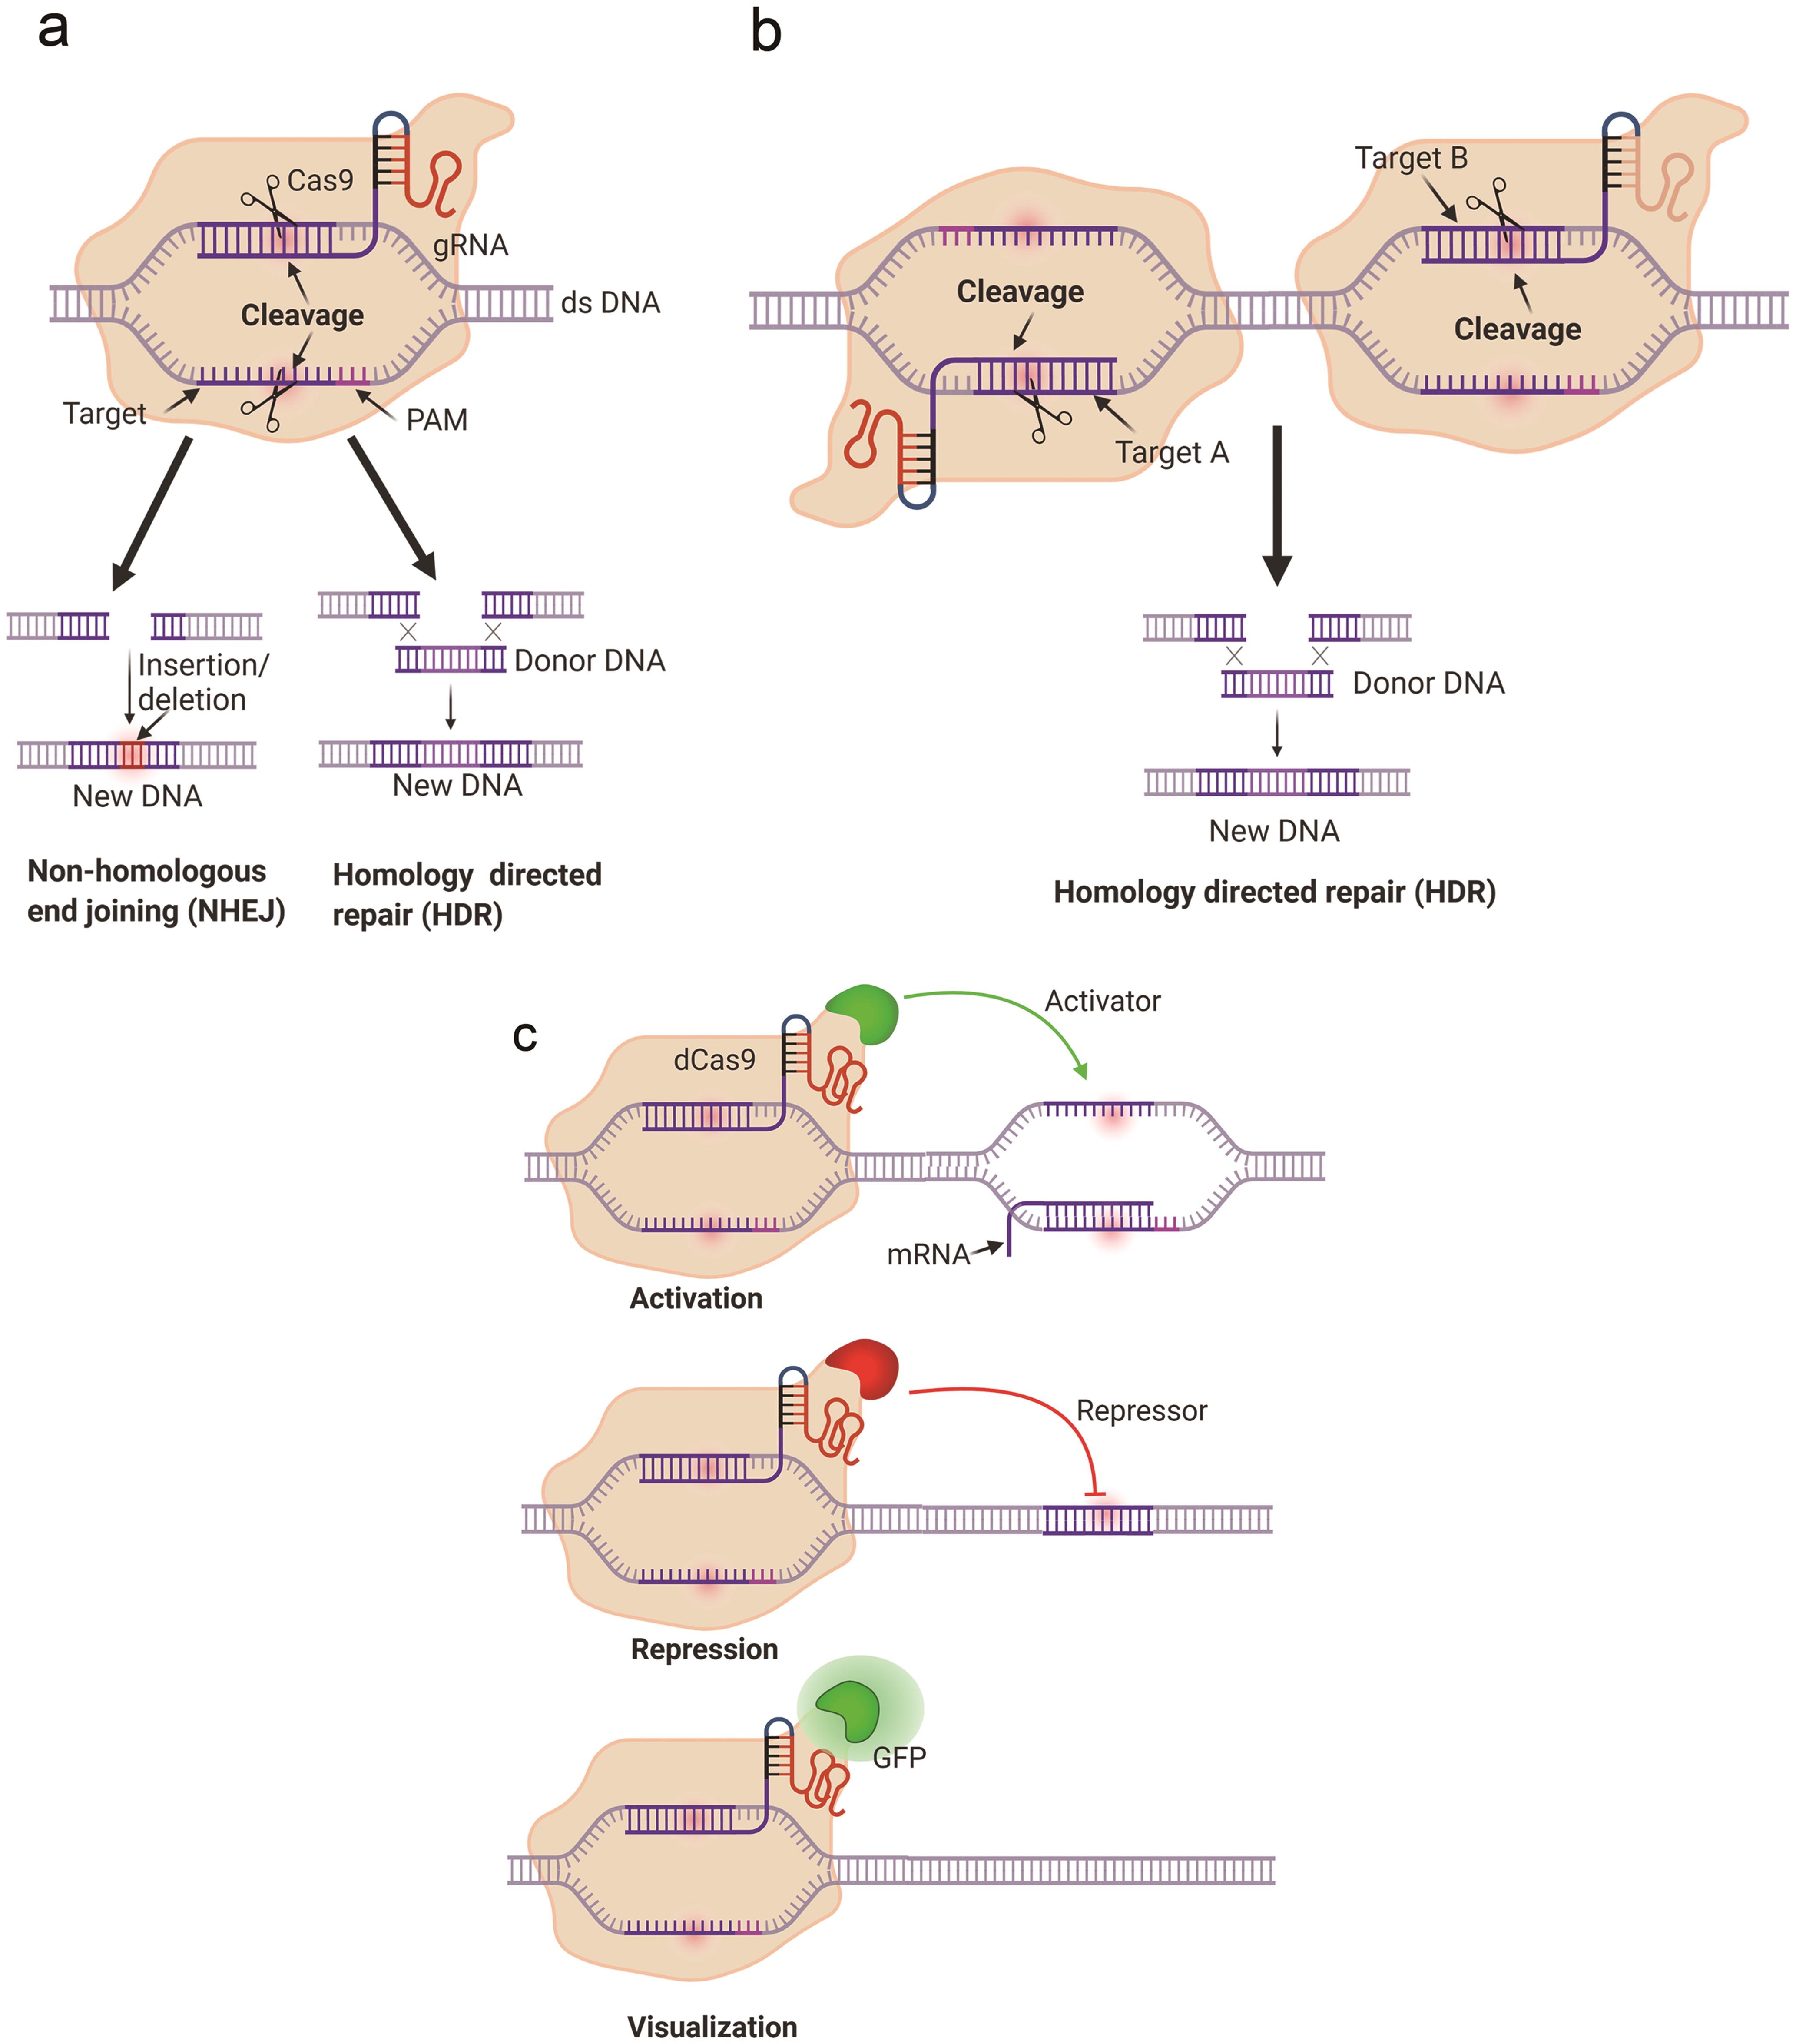 a
Cas9
gRNA
ds DNA
Cleavage
Target
PAM
Insertion/
deletion
New DNA
Non-homologous
end joining (NHEJ)
Donor DNA
New DNA
Homology directed
repair (HDR)
b
Target B
Cleavage
Cleavage
Target A
Donor DNA
New DNA
Homology directed repair (HDR)
c
dCas9
Activator
mRNA
Activation
Repressor
Repression
GFP
Visualization